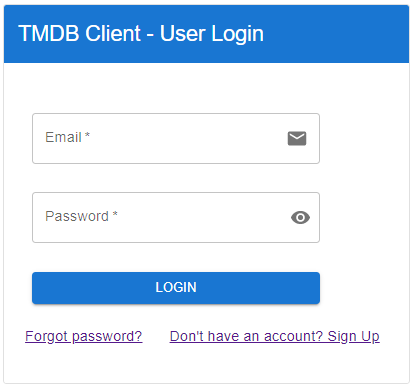 TMDB Client - User Login
Email *
Password *
LOGIN
Forgot password? Don't have an account? Sign Up